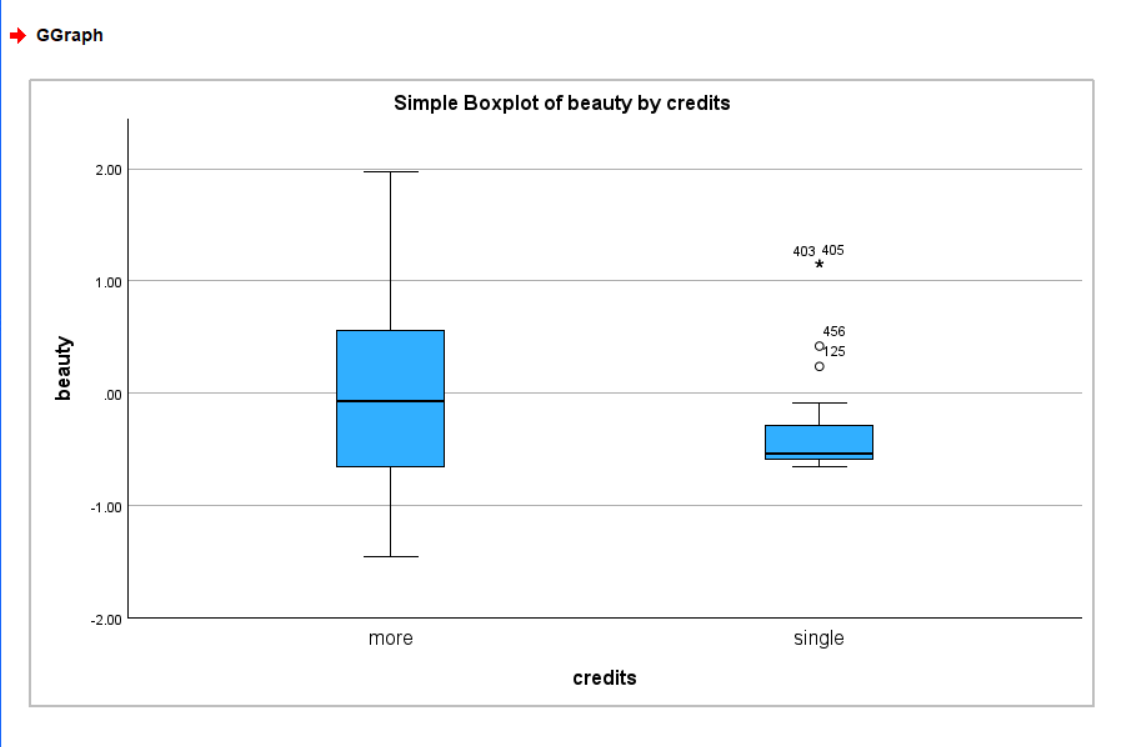 GGraph
Simple Boxplot of beauty by credits
2.00
403 405
*
1.00
456
125
beauty
.00
-1.00
-2.00
more single
credits